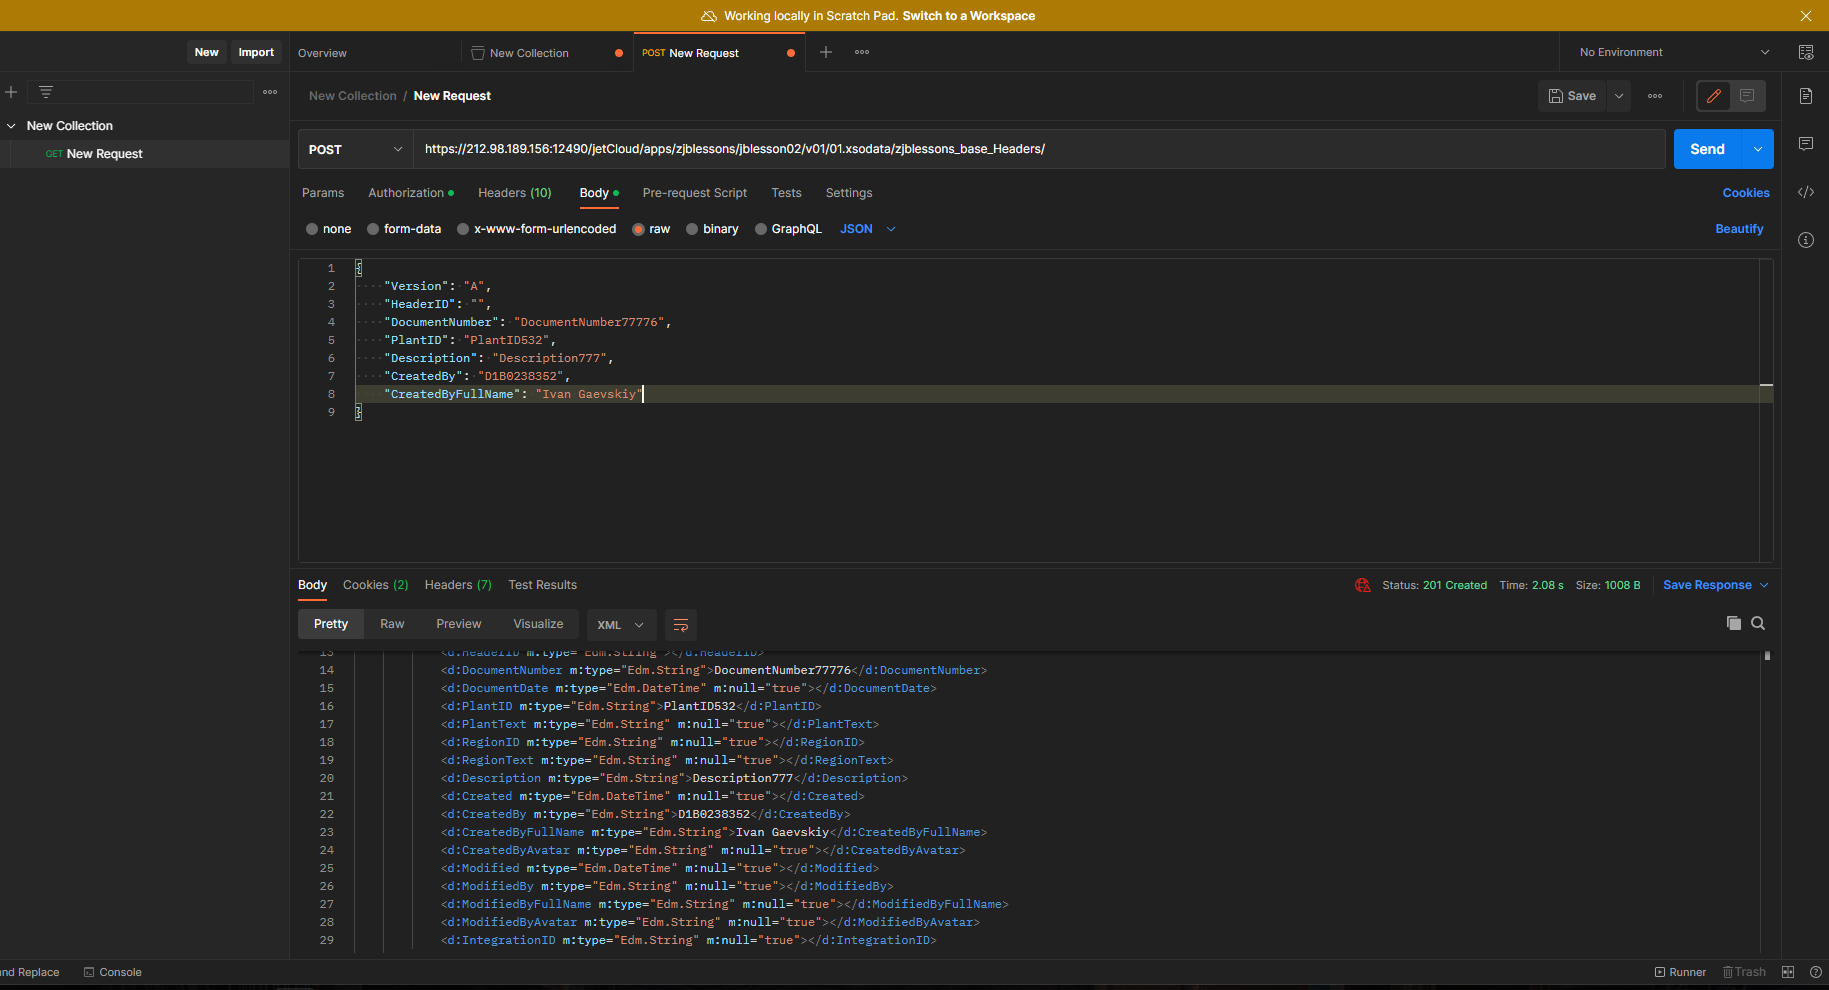 Working locally in Scratch Pad. Switch to a Workspace
New Import
Overview
New Collection
POST New Request
No Environment
New Collection / New Request
Save
New Collection
GET New Request
POST
https://212.98.189.156:12490/jetCloud/apps/zjblessons/jblesson02/v01/01.xsodata/zjblessons_base_Headers/
Send
Params Authorization Headers (10) Body Pre-request Script Tests Settings Cookies
none form-data x-www-form-urlencoded raw binary GraphQL JSON Beautify
1 {
2 "Version": "A",
3 "HeaderID": "",
4 "DocumentNumber": "DocumentNumber77776",
5 "PlantID": "PlantID532",
6 "Description": "Description777",
7 "CreatedBy": "D1B0238352",
8 "CreatedByFullName": "Ivan Gaevskiy"
9 }
Body Cookies (2) Headers (7) Test Results Status: 201 Created Time: 2.08 s Size: 1008 B Save Response
Pretty Raw Preview Visualize XML
13 <d:HeaderID m:type="Edm.String"></d:HeaderID>
14 <d:DocumentNumber m:type="Edm.String">DocumentNumber77776</d:DocumentNumber>
15 <d:DocumentDate m:type="Edm.DateTime" m:null="true"></d:DocumentDate>
16 <d:PlantID m:type="Edm.String">PlantID532</d:PlantID>
17 <d:PlantText m:type="Edm.String" m:null="true"></d:PlantText>
18 <d:RegionID m:type="Edm.String" m:null="true"></d:RegionID>
19 <d:RegionText m:type="Edm.String" m:null="true"></d:RegionText>
20 <d:Description m:type="Edm.String">Description777</d:Description>
21 <d:Created m:type="Edm.DateTime" m:null="true"></d:Created>
22 <d:CreatedBy m:type="Edm.String">D1B0238352</d:CreatedBy>
23 <d:CreatedByFullName m:type="Edm.String">Ivan Gaevskiy</d:CreatedByFullName>
24 <d:CreatedByAvatar m:type="Edm.String" m:null="true"></d:CreatedByAvatar>
25 <d:Modified m:type="Edm.DateTime" m:null="true"></d:Modified>
26 <d:ModifiedBy m:type="Edm.String" m:null="true"></d:ModifiedBy>
27 <d:ModifiedByFullName m:type="Edm.String" m:null="true"></d:ModifiedByFullName>
28 <d:ModifiedByAvatar m:type="Edm.String" m:null="true"></d:ModifiedByAvatar>
29 <d:IntegrationID m:type="Edm.String" m:null="true"></d:IntegrationID>
nd Replace Console Runner Trash